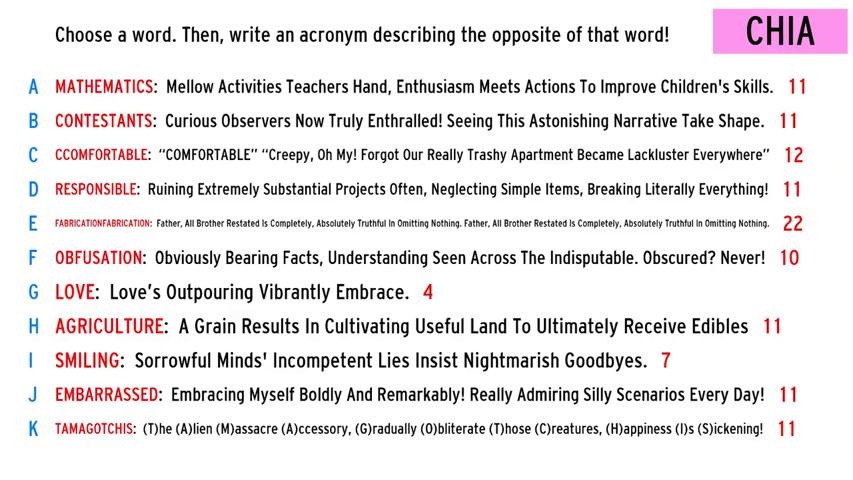 Choose a word. Then, write an acronym describing the opposite of that word!
CHIA
A MATHEMATICS: Mellow Activities Teachers Hand, Enthusiasm Meets Actions To Improve Children's Skills. 11
B CONTESTANTS: Curious Observers Now Truly Enthralled! Seeing This Astonishing Narrative Take Shape. 11
C CCOMFORTABLE: “COMFORTABLE” “Creepy, Oh My! Forgot Our Really Trashy Apartment Became Lackluster Everywhere” 12
D RESPONSIBLE: Ruining Extremely Substantial Projects Often, Neglecting Simple Items, Breaking Literally Everything! 11
E FABRICATIONFABRICATION: Father, All Brother Restated Is Completely, Absolutely Truthful In Omitting Nothing. Father, All Brother Restated Is Completely, Absolutely Truthful In Omitting Nothing. 22
F OBFUSATION: Obviously Bearing Facts, Understanding Seen Across The Indisputable. Obscured? Never! 10
G LOVE: Love's Outpouring Vibrantly Embrace. 4
H AGRICULTURE: A Grain Results In Cultivating Useful Land To Ultimately Receive Edibles 11
I SMILING: Sorrowful Minds' Incompetent Lies Insist Nightmarish Goodbyes. 7
J EMBARRASSED: Embracing Myself Boldly And Remarkably! Really Admiring Silly Scenarios Every Day! 11
K TAMAGOTCHIS: (T)he (A)lien (M)assacre (A)ccessory, (G)radually (O)bliterate (T)hose (C)reatures, (H)appiness (I)s (S)ickening! 11